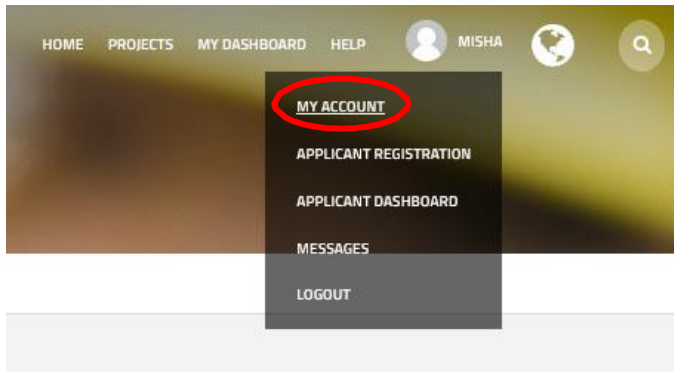 HOME PROJECTS MY DASHBOARD HELP MISHA
MY ACCOUNT
APPLICANT REGISTRATION
APPLICANT DASHBOARD
MESSAGES
LOGOUT